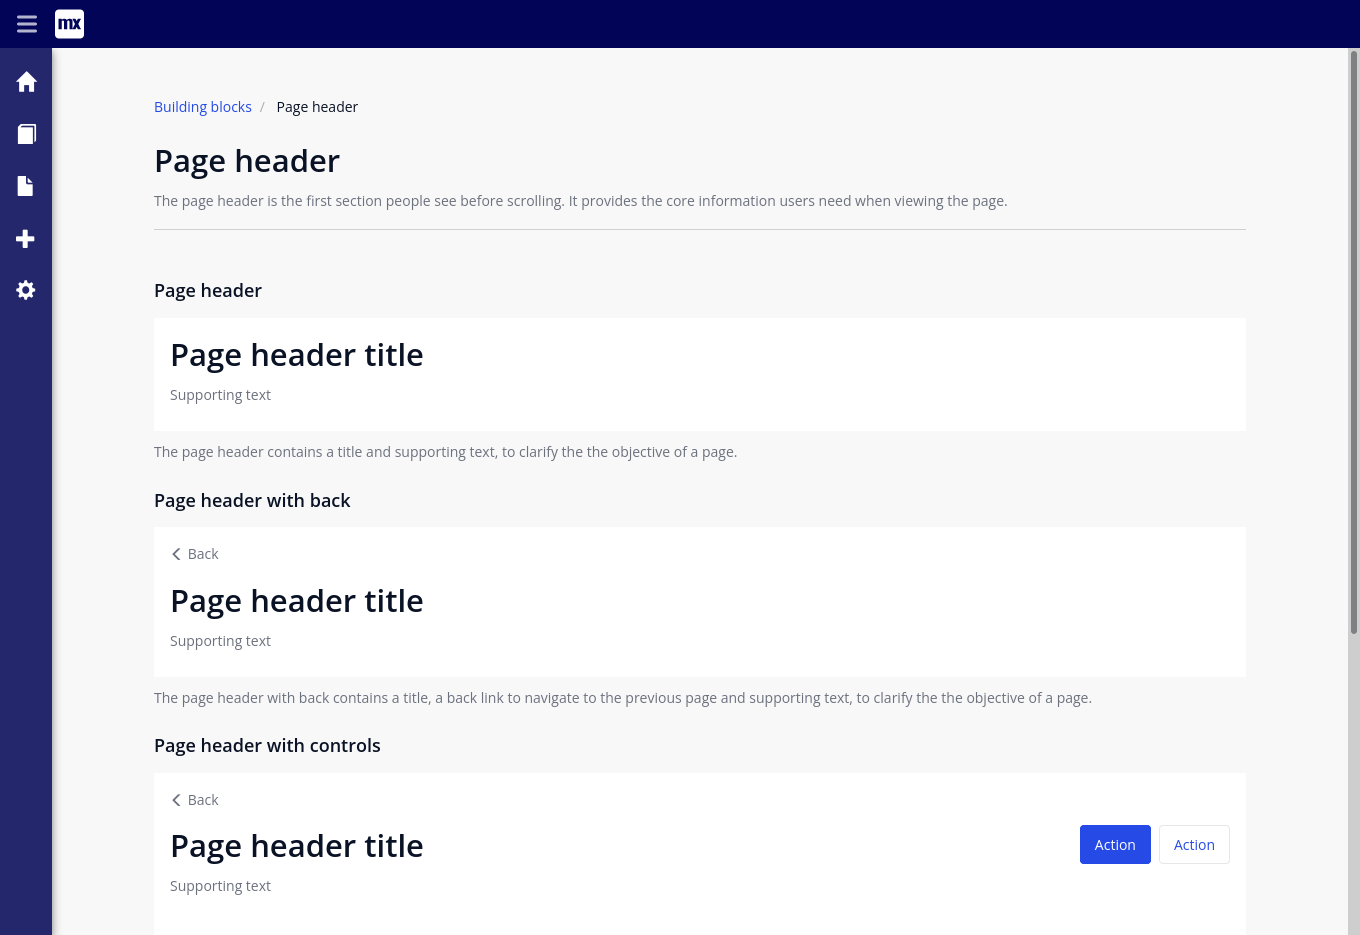 mx
Building blocks / Page header
Page header
The page header is the first section people see before scrolling. It provides the core information users need when viewing the page.
Page header
Page header title
Supporting text
The page header contains a title and supporting text, to clarify the the objective of a page.
Page header with back
Back
Page header title
Supporting text
The page header with back contains a title, a back link to navigate to the previous page and supporting text, to clarify the the objective of a page.
Page header with controls
Back
Page header title
Action Action
Supporting text